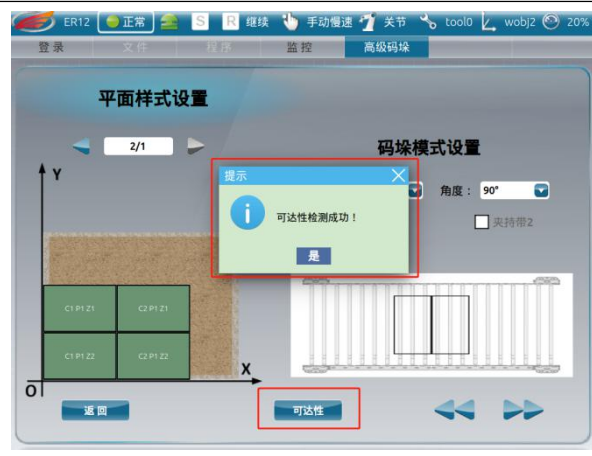 ER12 正常 S R 继续 手动慢速 关节 tool0 wobj2 20%
登录 文件 程序 监控 高级码垛
平面样式设置
2/1
码垛模式设置
提示
可达性检测成功！
是
角度： 90°
夹持带2
Y
C1 P1 Z1 C2 P1 Z1
C1 P1 Z2 C2 P1 Z2
X
O
返回 可达性